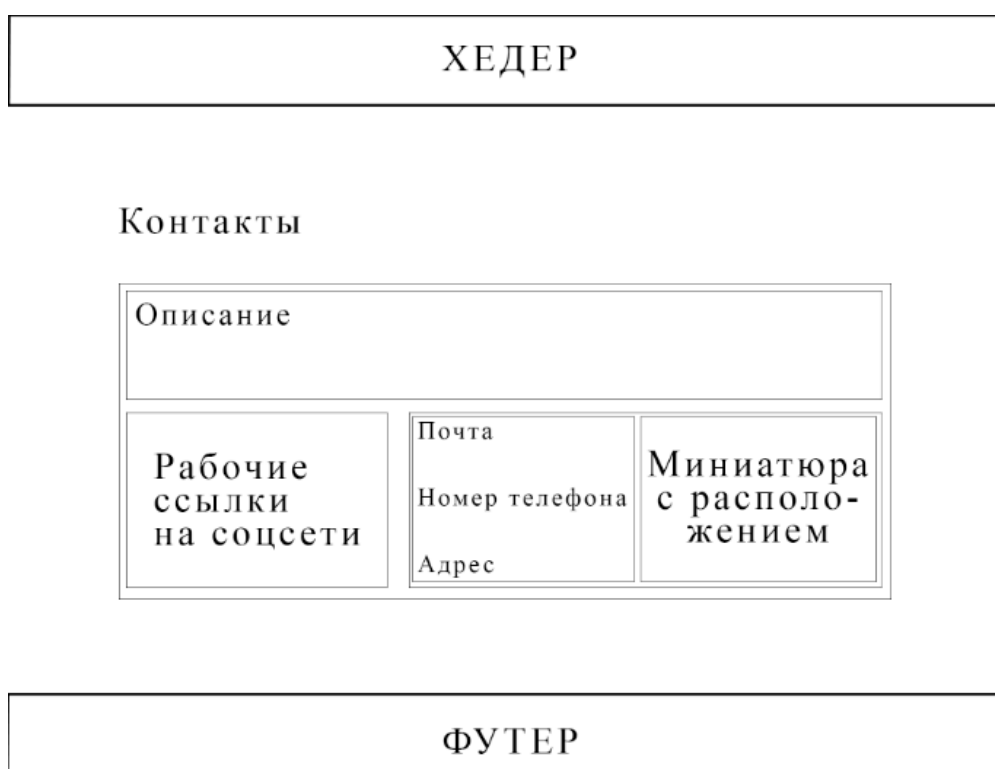 ХЕДЕР
Контакты
Описание
Рабочие
ссылки
на соцсети
Почта
Номер телефона
Адрес
Миниатюра
с располо-
жением
ФУТЕР